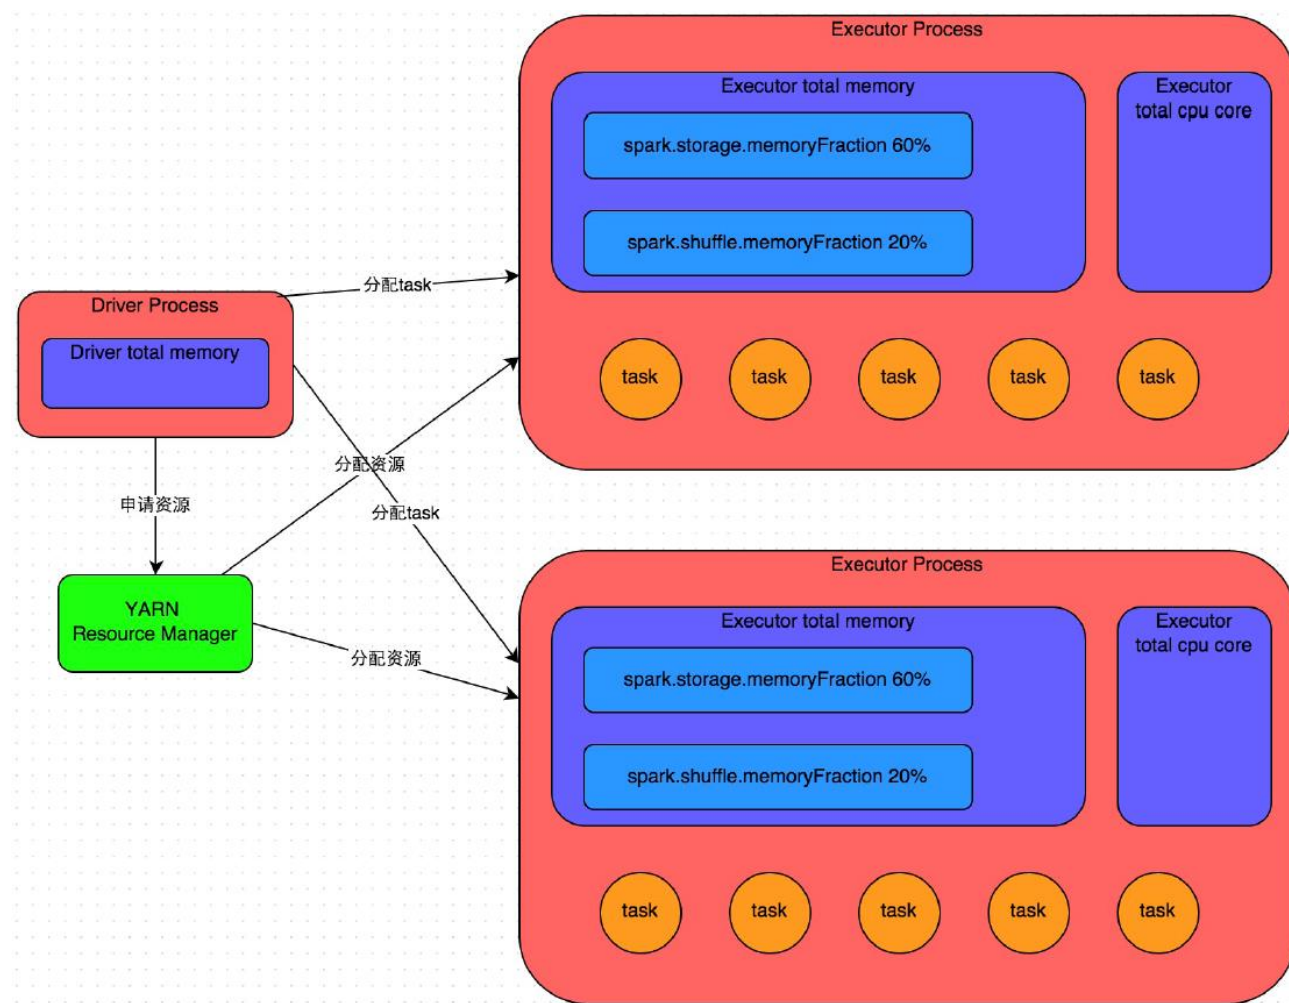 Executor Process
Executor total memory
Executor
total cpu core
spark.storage.memoryFraction 60%
spark.shuffle.memoryFraction 20%
分配task
Driver Process
Driver total memory
task
task
task
task
task
分配资源
申请资源
分配task
YARN
Resource Manager
分配资源
Executor Process
Executor total memory
Executor
total cpu core
spark.storage.memoryFraction 60%
spark.shuffle.memoryFraction 20%
task
task
task
task
task